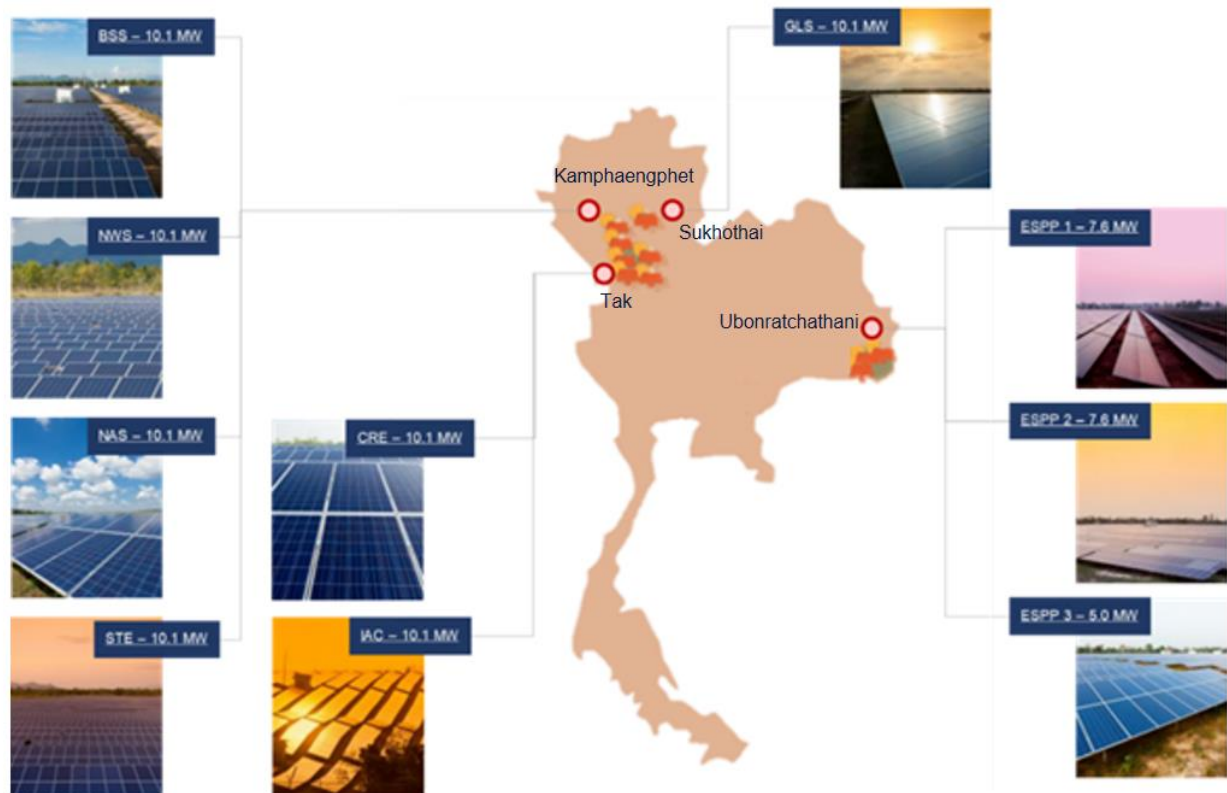 BSS – 10.1 MW
GLS – 10.1 MW
Kamphaengphet
Sukhothai
NWS – 10.1 MW
ESPP 1 – 7.6 MW
Tak
Ubonratchathani
NAS – 10.1 MW
CRE – 10.1 MW
ESPP 2 – 7.6 MW
STE – 10.1 MW
IAC – 10.1 MW
ESPP 3 – 5.0 MW